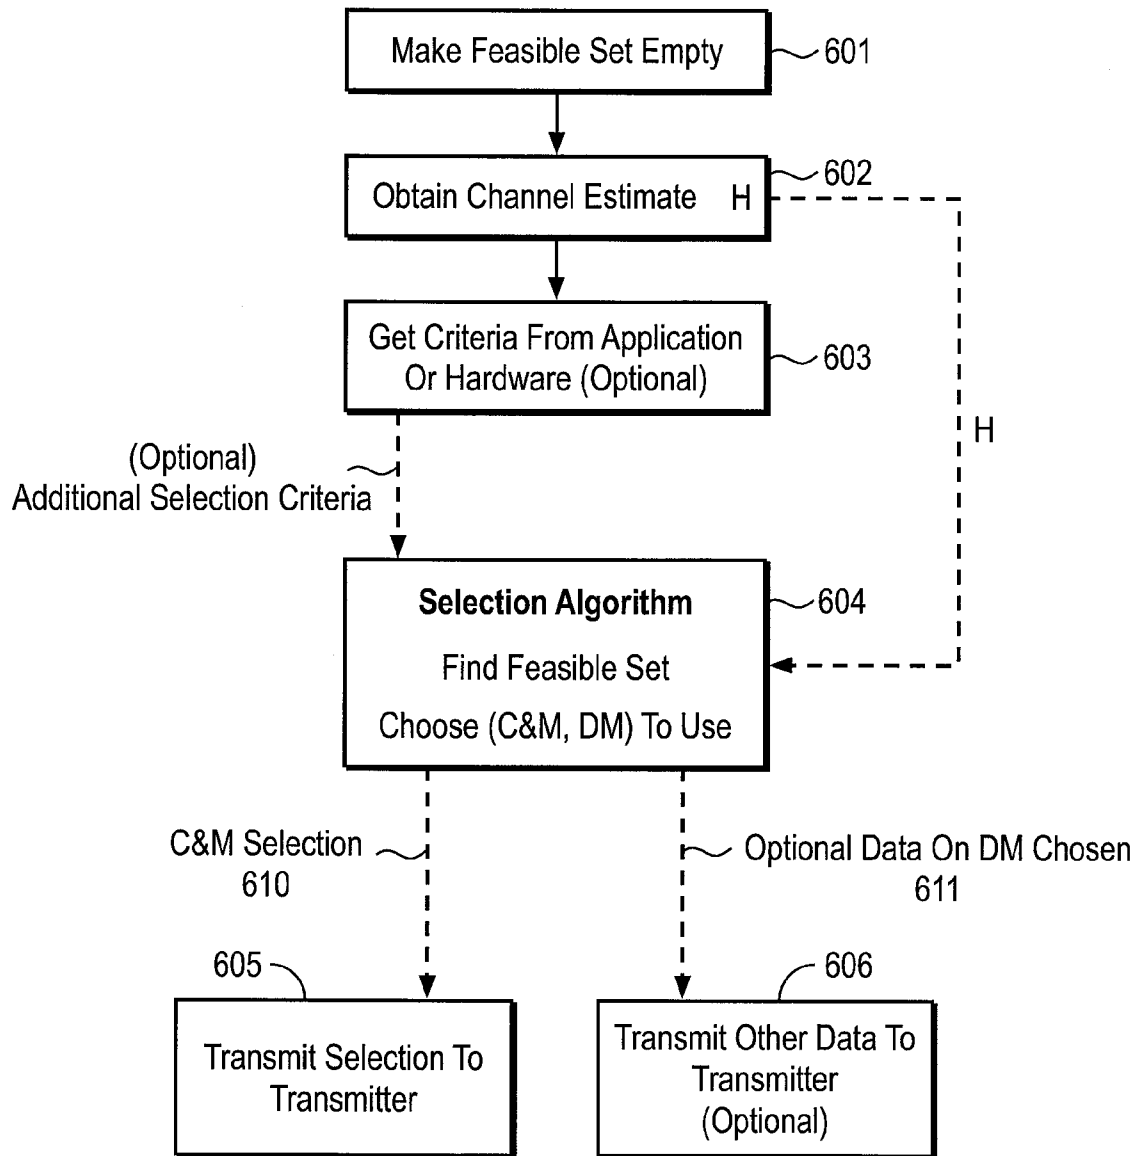 Make Feasible Set Empty
601
602
Obtain Channel Estimate H
Get Criteria From Application
Or Hardware (Optional)
603
H
(Optional)
Additional Selection Criteria
Selection Algorithm
604
Find Feasible Set
Choose (C&M, DM) To Use
C&M Selection
610
Optional Data On DM Chosen
611
605
606
Transmit Selection To
Transmitter
Transmit Other Data To
Transmitter
(Optional)